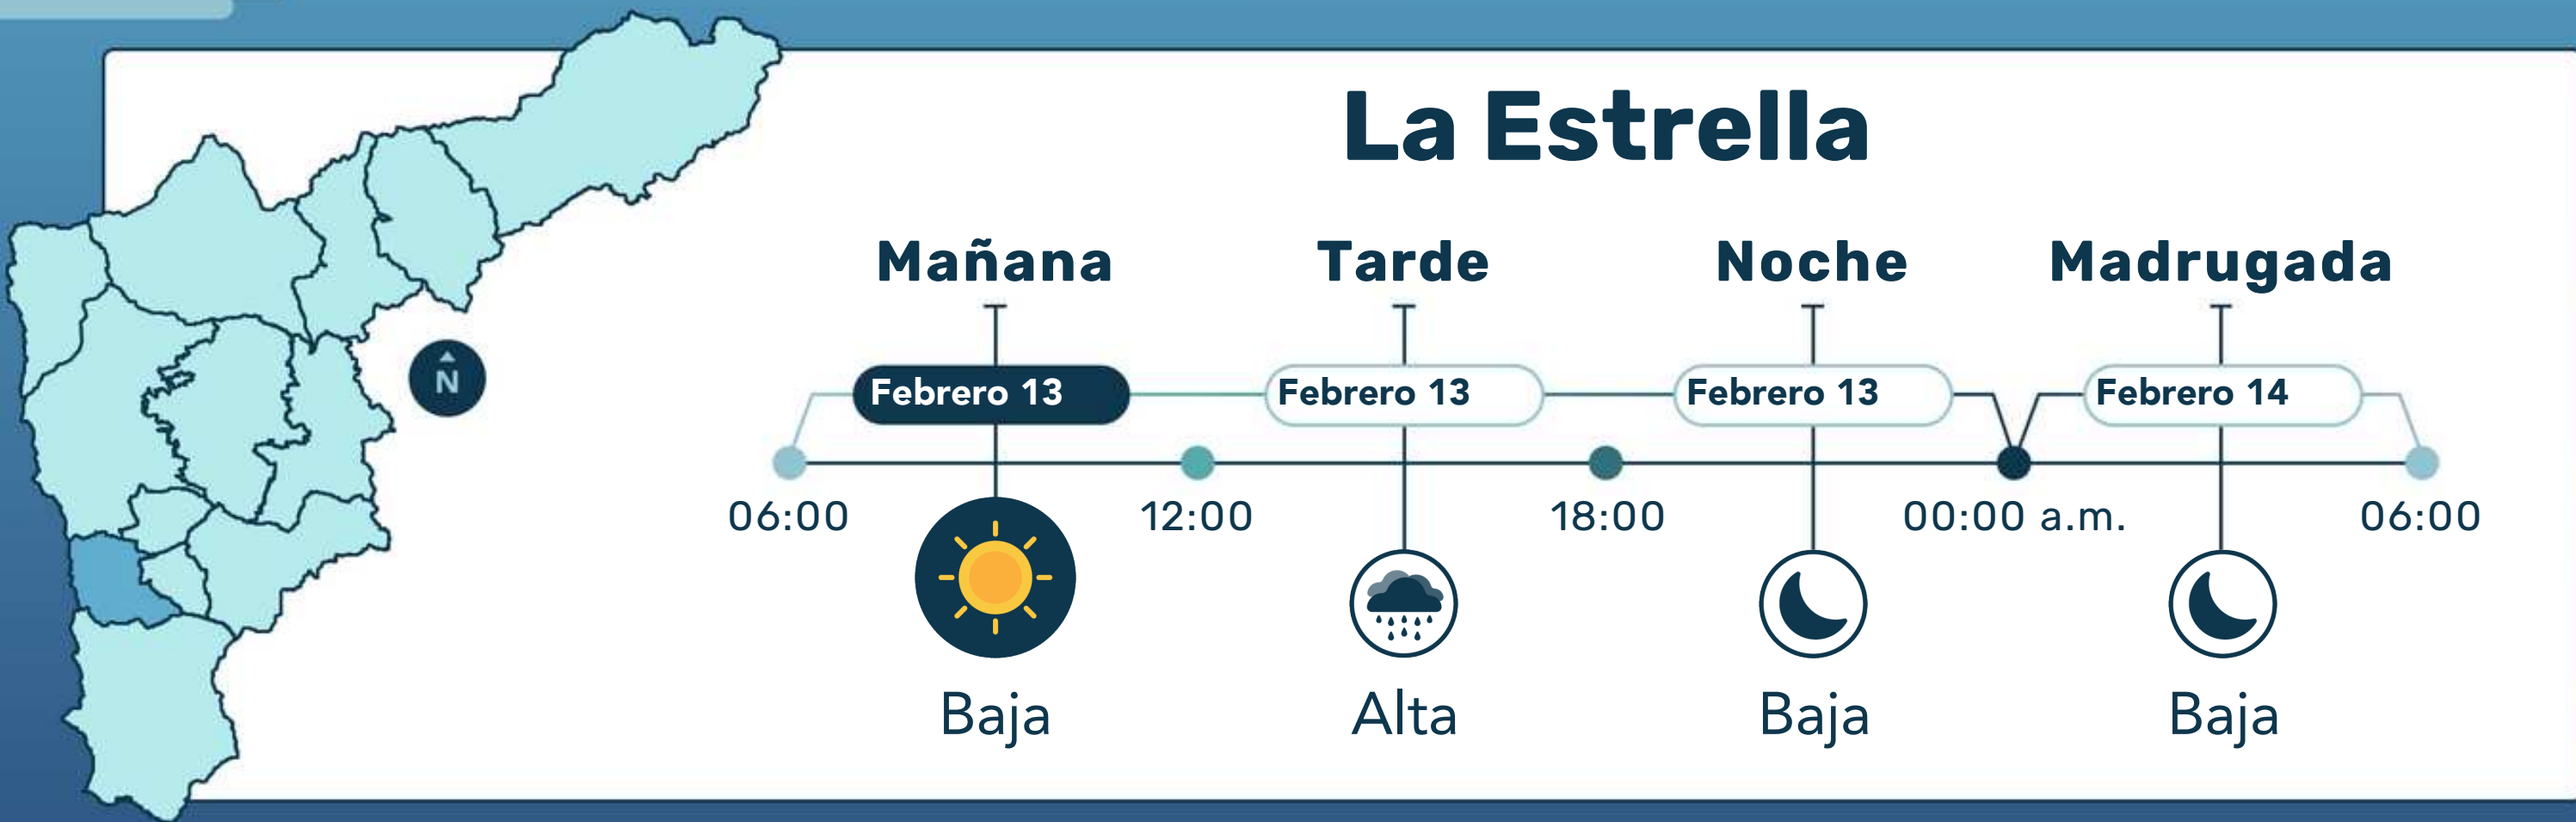 La Estrella
Mañana Tarde Noche Madrugada
N
Febrero 13 Febrero 13 Febrero 13 Febrero 14
06:00 12:00 18:00 00:00 a.m. 06:00
Baja Alta Baja Baja